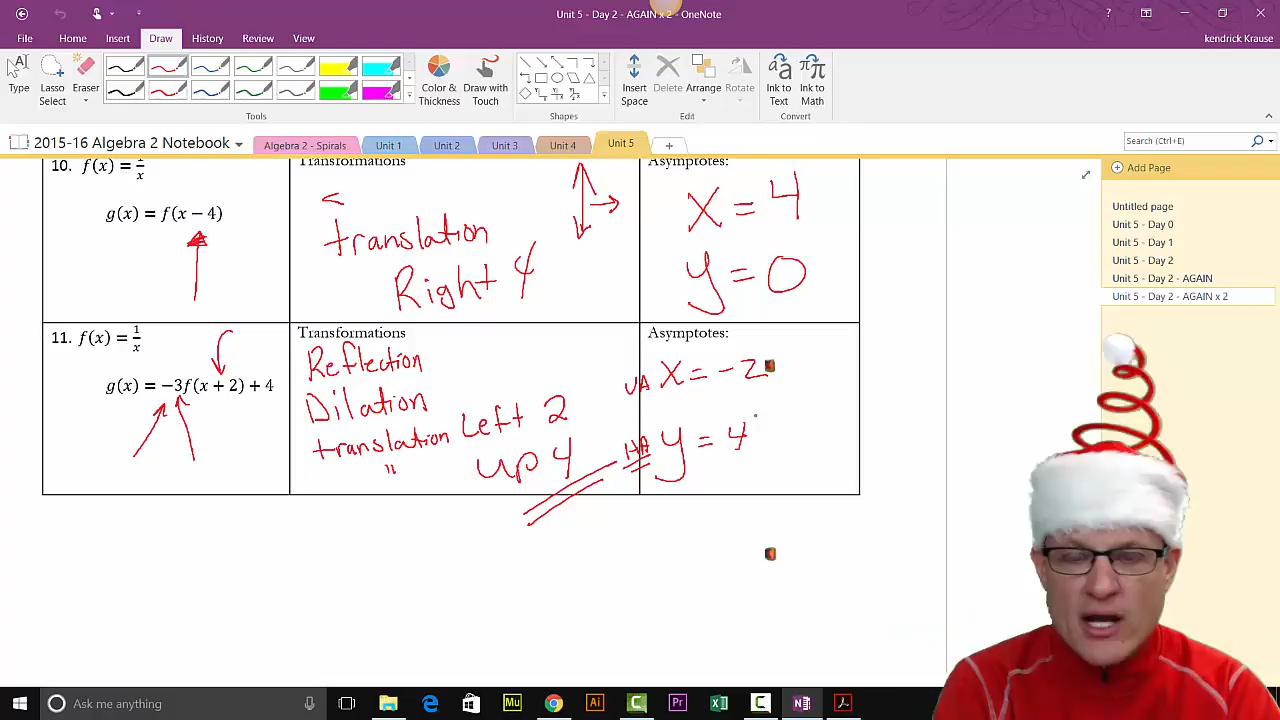 Unit 5 - Day 2 - AGAIN x 2 - OneNote
File Home Insert Draw History Review View
kendrick Krause
Type
Lasso Select
Eraser
Color & Thickness
Draw with Touch
Insert Space
Delete
Arrange
Rotate
Ink to Text
Ink to Math
Tools
Shapes
Edit
Convert
2015-16 Algebra 2 Notebook
Algebra 2 - Spirals
Unit 1
Unit 2
Unit 3
Unit 4
Unit 5
Search (Ctrl+E)
Add Page
Untitled page
Unit 5 - Day 0
Unit 5 - Day 1
Unit 5 - Day 2
Unit 5 - Day 2 - AGAIN
Unit 5 - Day 2 - AGAIN x 2
10. f(x) = 1/x
g(x) = f(x − 4)
Transformations
translation
Right 4
Asymptotes:
x = 4
y = 0
11. f(x) = 1/x
g(x) = −3f(x + 2) + 4
Transformations
Reflection
Dilation
translation Left 2
" up 4
Asymptotes:
VA x = -2
HA y = 4
Ask me anything